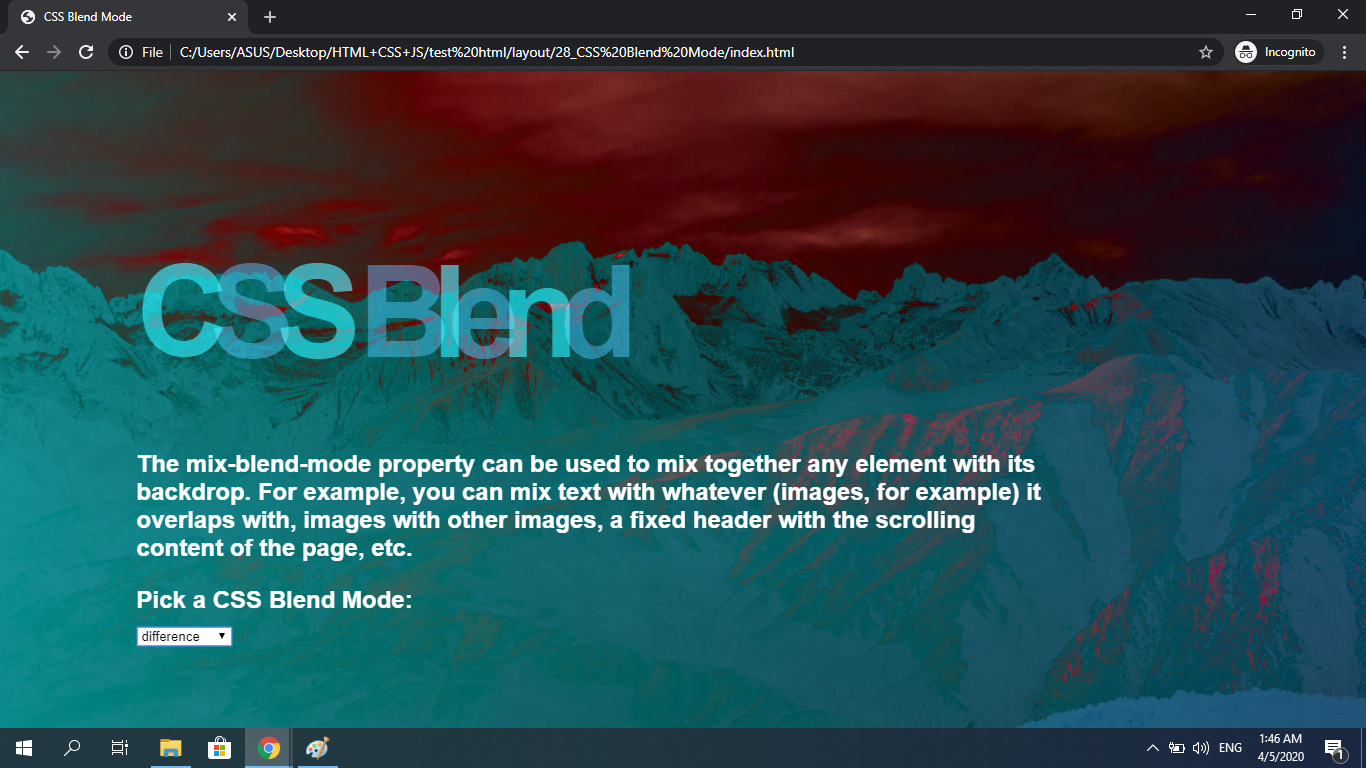 CSS Blend Mode
File
C:/Users/ASUS/Desktop/HTML+CSS+JS/test%20html/layout/28_CSS%20Blend%20Mode/index.html
Incognito
CSS Blend
The mix-blend-mode property can be used to mix together any element with its
backdrop. For example, you can mix text with whatever (images, for example) it
overlaps with, images with other images, a fixed header with the scrolling
content of the page, etc.
Pick a CSS Blend Mode:
difference
ENG
1:46 AM
4/5/2020
1